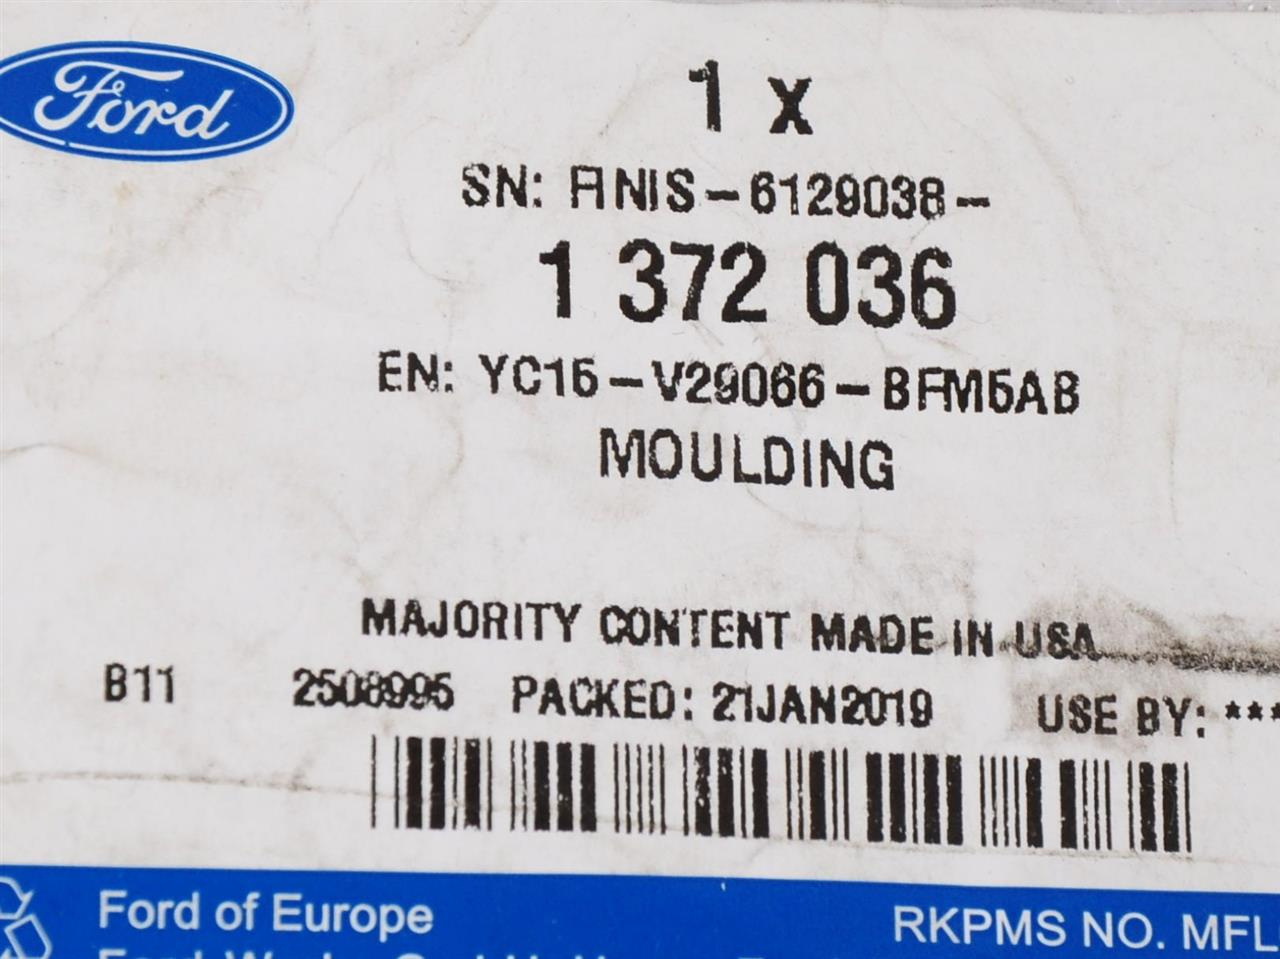 Ford
1 x
SN: FINIS-6129038-
1 372 036
EN: YC15-V29066-BFM5AB
MOULDING
MAJORITY CONTENT MADE IN USA
B11 2508995 PACKED: 21JAN2019 USE BY: ***
Ford of Europe
RKPMS NO. MFL